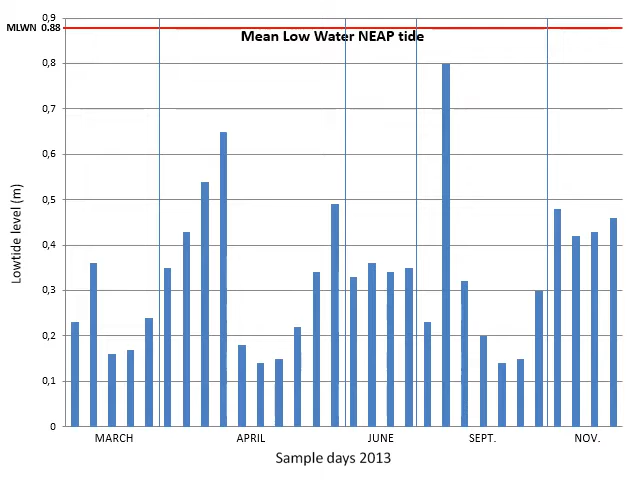 0,9
MLWN 0.88
Mean Low Water NEAP tide
0,8
0,7
0,6
0,5
0,4
0,3
0,2
0,1
0
Lowtide level (m)
MARCH APRIL JUNE SEPT. NOV.
Sample days 2013